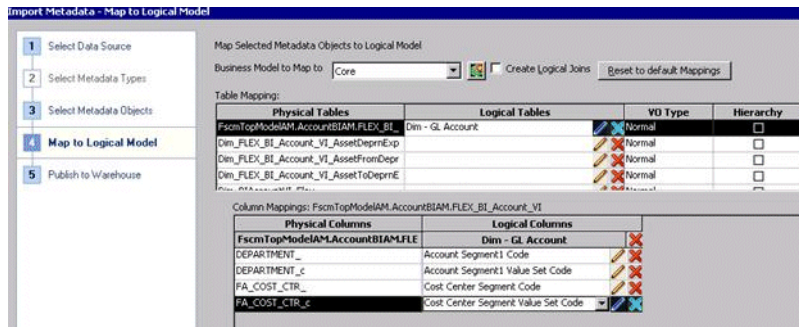 Import Metadata - Map to Logical Model
1 Select Data Source
2 Select Metadata Types
3 Select Metadata Objects
4 Map to Logical Model
5 Publish to Warehouse
Map Selected Metadata Objects to Logical Model
Business Model to Map to Core Create Logical Joins Reset to default Mappings
Table Mapping:
Physical Tables Logical Tables VO Type Hierarchy
FscmTopModelAM.AccountBIAM.FLEX_BI_ Dim - GL Account Normal
Dim_FLEX_BI_Account_VI_AssetDeprnExp Normal
Dim_FLEX_BI_Account_VI_AssetFromDepr Normal
Dim_FLEX_BI_Account_VI_AssetToDeprnE Normal
Column Mappings: FscmTopModelAM.AccountBIAM.FLEX_BI_Account_VI
Physical Columns Logical Columns
FscmTopModelAM.AccountBIAM.FLE Dim - GL Account
DEPARTMENT_ Account Segment1 Code
DEPARTMENT_c Account Segment1 Value Set Code
FA_COST_CTR_ Cost Center Segment Code
FA_COST_CTR_c Cost Center Segment Value Set Code